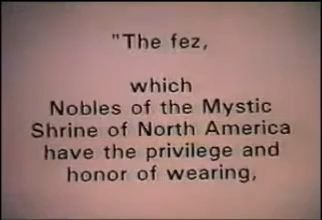 "The fez,
which
Nobles of the Mystic
Shrine of North America
have the privilege and
honor of wearing,